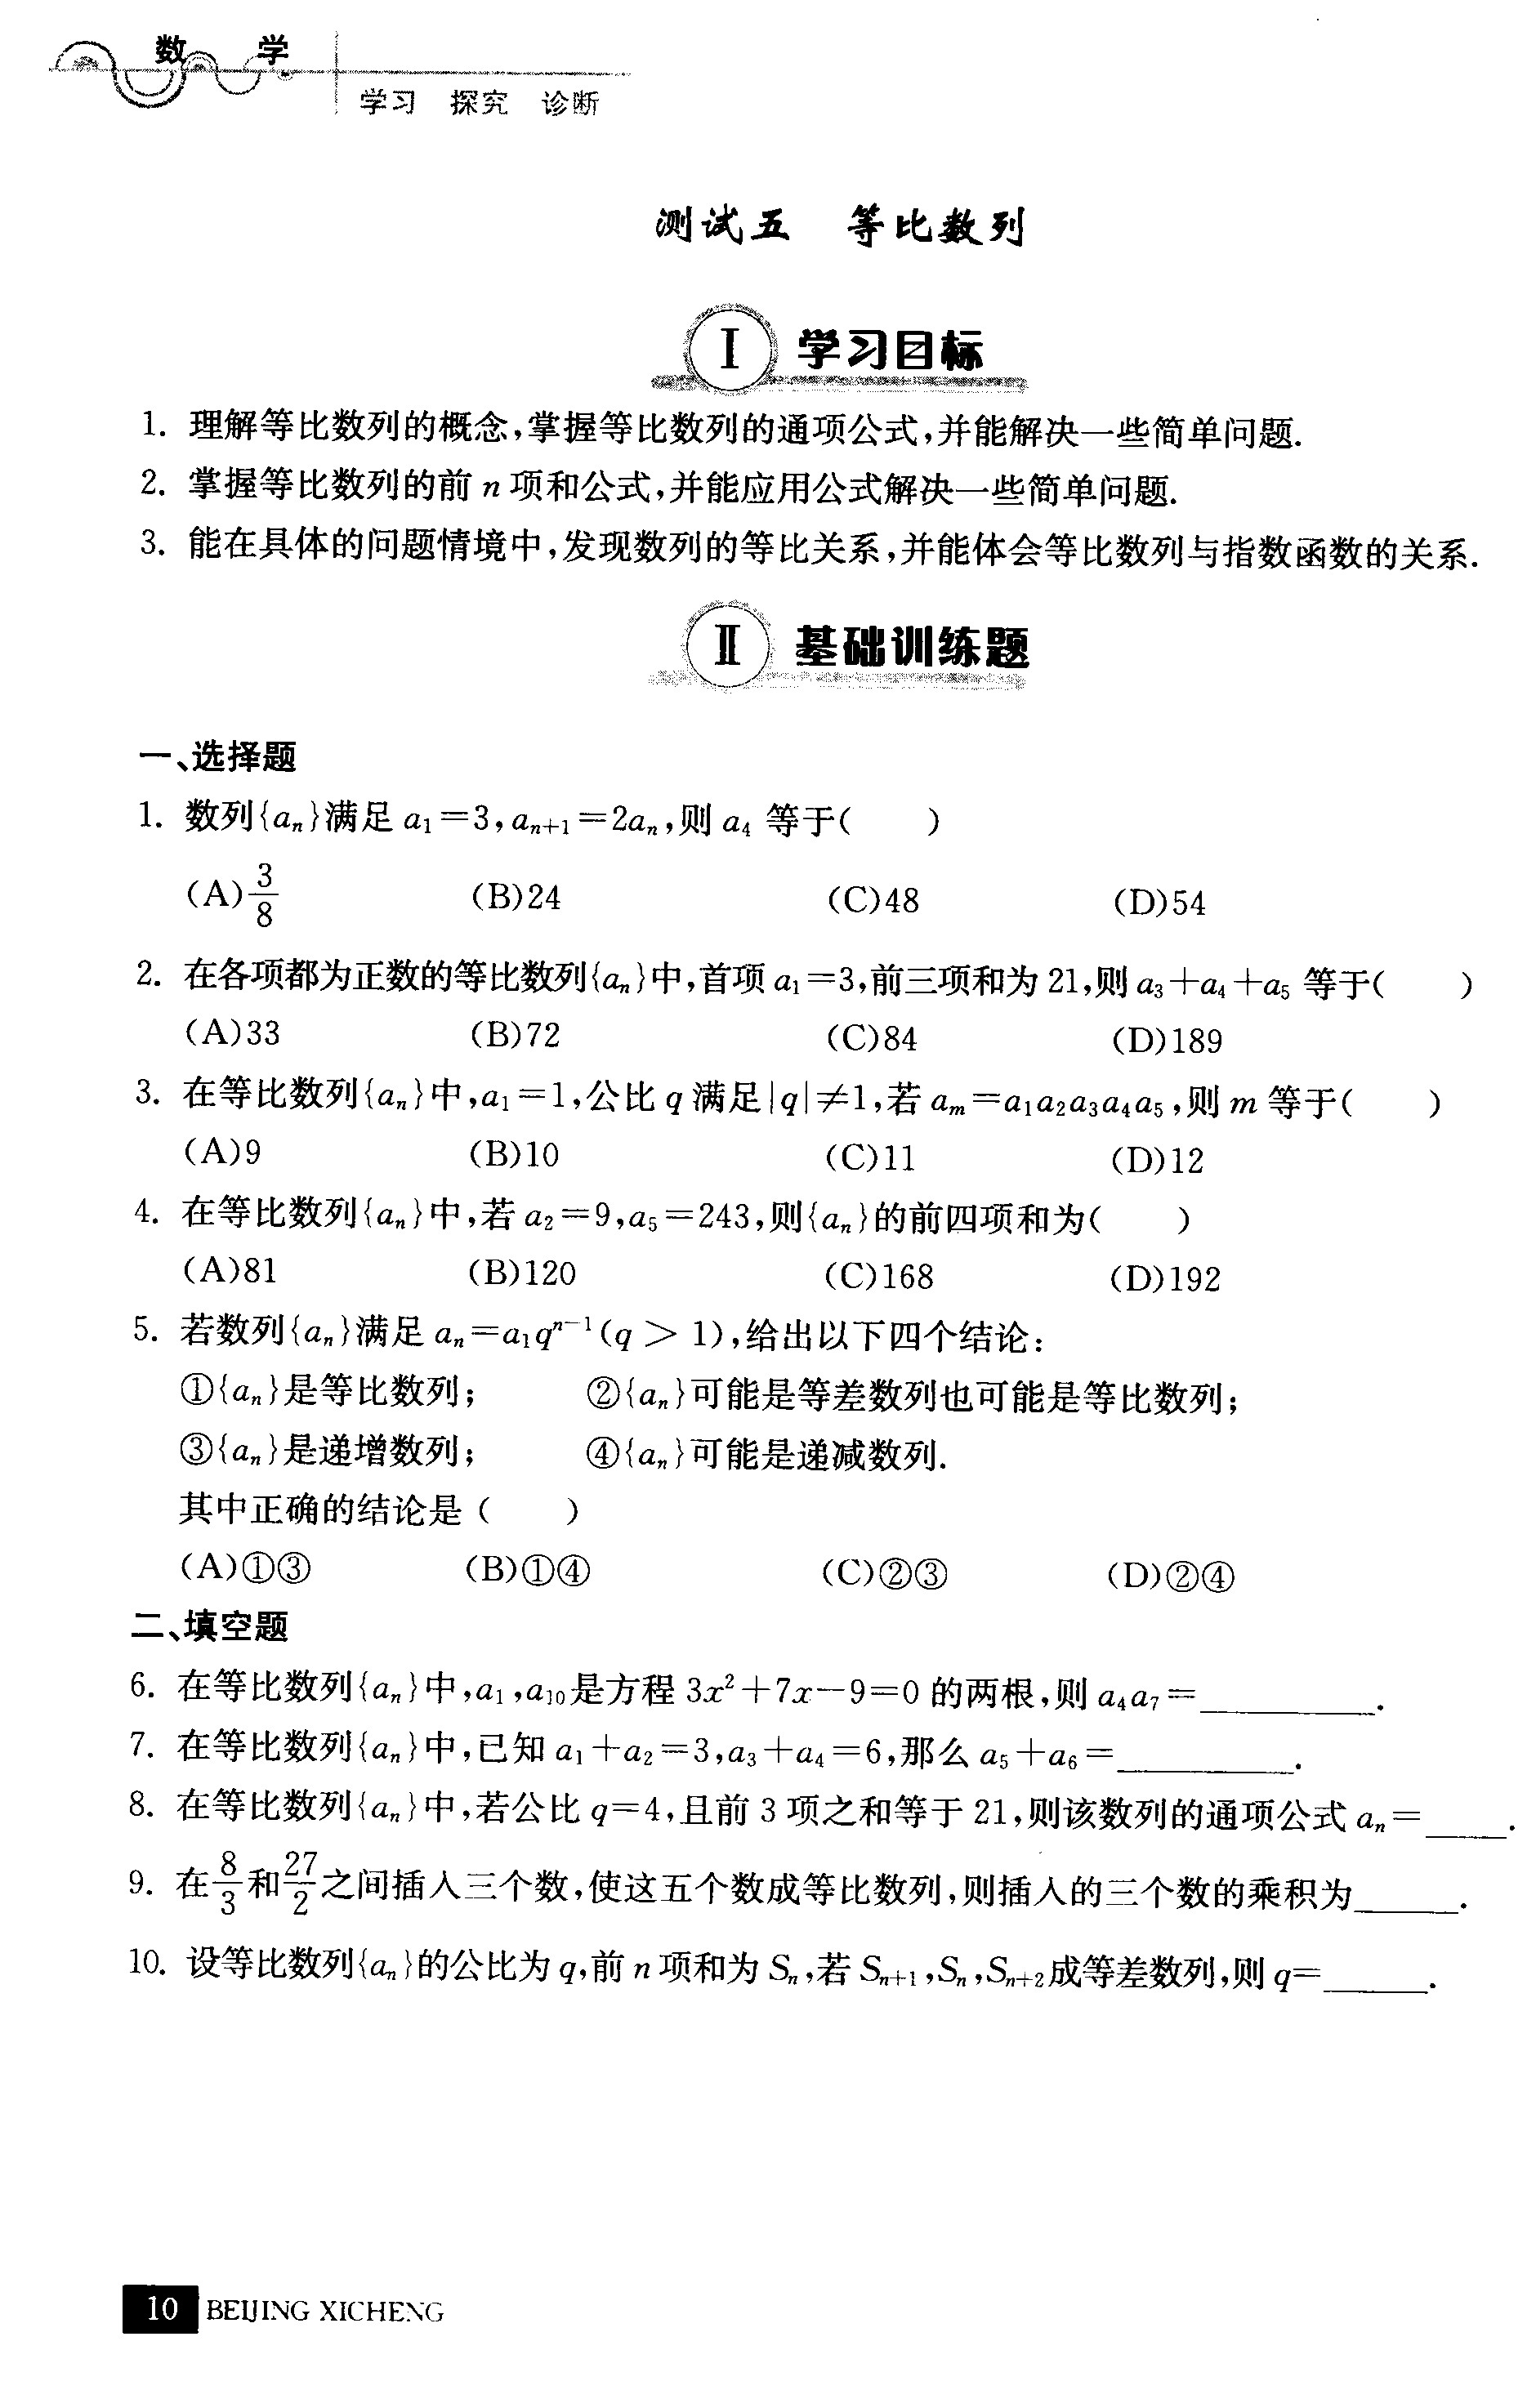 数 学
学习 探究 诊断
测试五 等比数列
Ⅰ 学习目标
1. 理解等比数列的概念,掌握等比数列的通项公式,并能解决一些简单问题.
2. 掌握等比数列的前 n 项和公式,并能应用公式解决一些简单问题.
3. 能在具体的问题情境中,发现数列的等比关系,并能体会等比数列与指数函数的关系.
Ⅱ 基础训练题
一、选择题
1. 数列{aₙ}满足 a₁=3,aₙ₊₁=2aₙ,则 a₄ 等于( )
(A)3/8 (B)24 (C)48 (D)54
2. 在各项都为正数的等比数列{aₙ}中,首项 a₁=3,前三项和为 21,则 a₃+a₄+a₅ 等于( )
(A)33 (B)72 (C)84 (D)189
3. 在等比数列{aₙ}中,a₁=1,公比 q 满足|q|≠1,若 aₘ=a₁a₂a₃a₄a₅,则 m 等于( )
(A)9 (B)10 (C)11 (D)12
4. 在等比数列{aₙ}中,若 a₂=9,a₅=243,则{aₙ}的前四项和为( )
(A)81 (B)120 (C)168 (D)192
5. 若数列{aₙ}满足 aₙ=a₁qⁿ⁻¹(q > 1),给出以下四个结论:
①{aₙ}是等比数列; ②{aₙ}可能是等差数列也可能是等比数列;
③{aₙ}是递增数列; ④{aₙ}可能是递减数列.
其中正确的结论是( )
(A)①③ (B)①④ (C)②③ (D)②④
二、填空题
6. 在等比数列{aₙ}中,a₁,a₁₀是方程 3x²+7x-9=0 的两根,则 a₄a₇=______.
7. 在等比数列{aₙ}中,已知 a₁+a₂=3,a₃+a₄=6,那么 a₅+a₆=______.
8. 在等比数列{aₙ}中,若公比 q=4,且前 3 项之和等于 21,则该数列的通项公式 aₙ=____.
9. 在8/3和27/2之间插入三个数,使这五个数成等比数列,则插入的三个数的乘积为____.
10. 设等比数列{aₙ}的公比为 q,前 n 项和为 Sₙ,若 Sₙ₊₁,Sₙ,Sₙ₊₂成等差数列,则 q=____.
10 BEIJING XICHENG